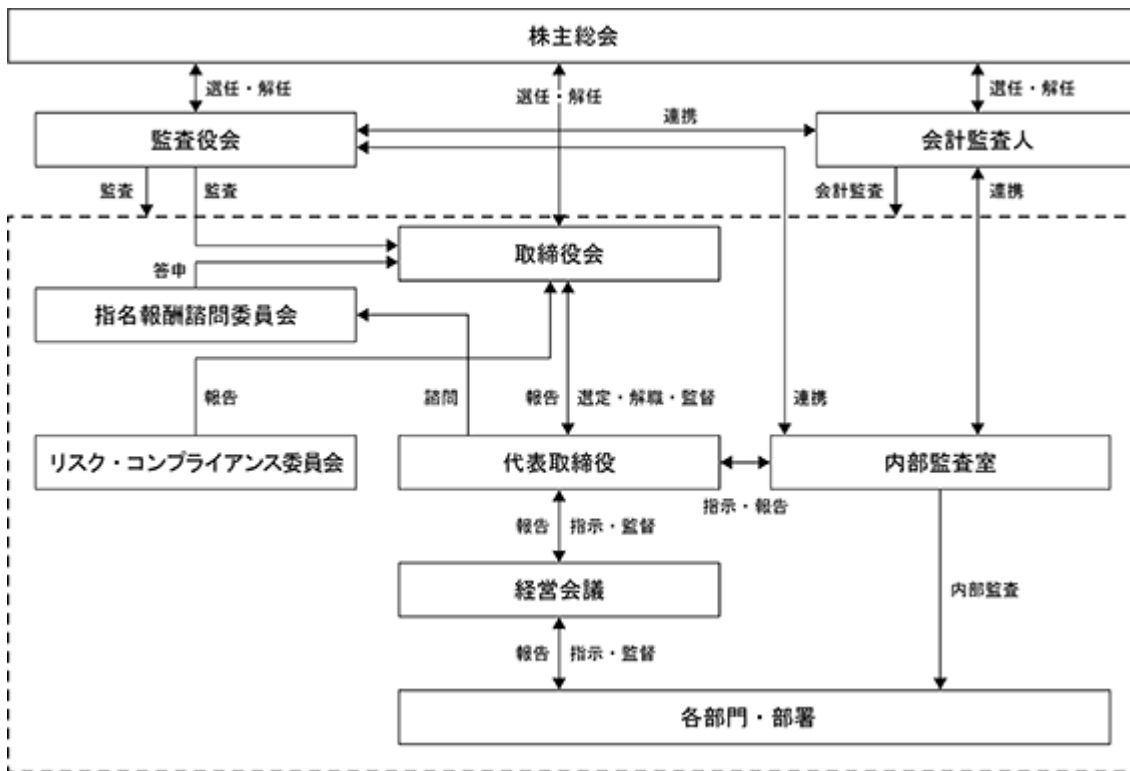 株主総会
選任・解任
選任・解任
選任・解任
連携
監査役会
会計監査人
監査
監査
会計監査
連携
取締役会
答申
指名報酬諮問委員会
報告
諮問
報告
選定・解職・監督
連携
リスク・コンプライアンス委員会
代表取締役
内部監査室
指示・報告
報告
指示・監督
経営会議
内部監査
報告
指示・監督
各部門・部署